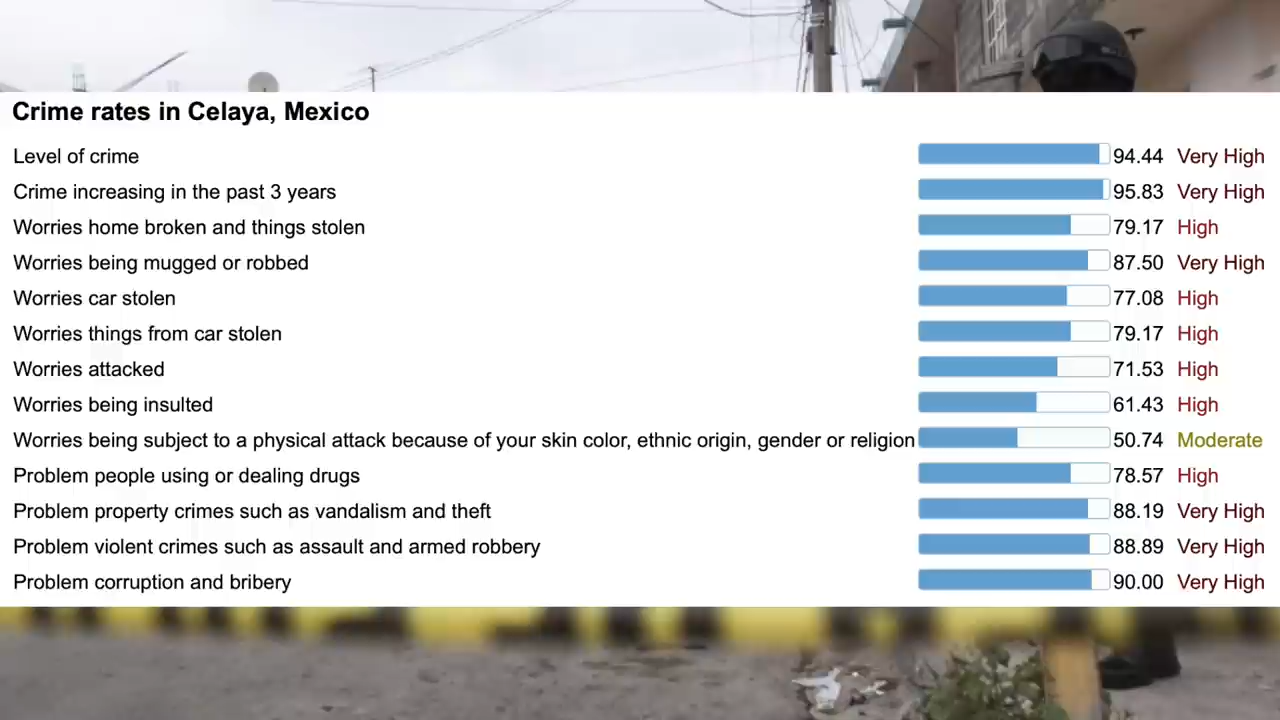 Crime rates in Celaya, Mexico
Level of crime 94.44 Very High
Crime increasing in the past 3 years 95.83 Very High
Worries home broken and things stolen 79.17 High
Worries being mugged or robbed 87.50 Very High
Worries car stolen 77.08 High
Worries things from car stolen 79.17 High
Worries attacked 71.53 High
Worries being insulted 61.43 High
Worries being subject to a physical attack because of your skin color, ethnic origin, gender or religion 50.74 Moderate
Problem people using or dealing drugs 78.57 High
Problem property crimes such as vandalism and theft 88.19 Very High
Problem violent crimes such as assault and armed robbery 88.89 Very High
Problem corruption and bribery 90.00 Very High